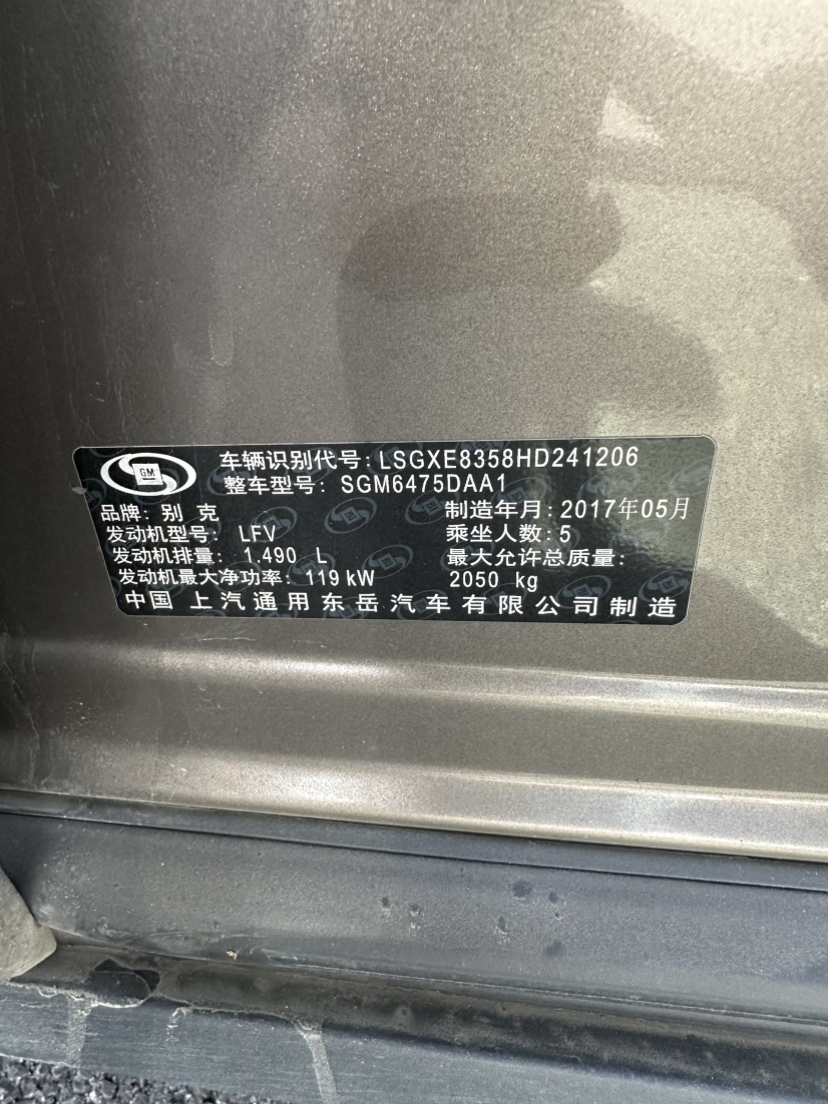 GM
车辆识别代号: LSGXE8358HD241206
整车型号: SGM6475DAA1
品牌: 别 克
制造年月: 2017年05月
发动机型号: LFV
乘坐人数: 5
发动机排量: 1.490 L
最大允许总质量:
发动机最大净功率: 119 kW
2050 kg
中国 上汽通用东岳汽车有限公司制造